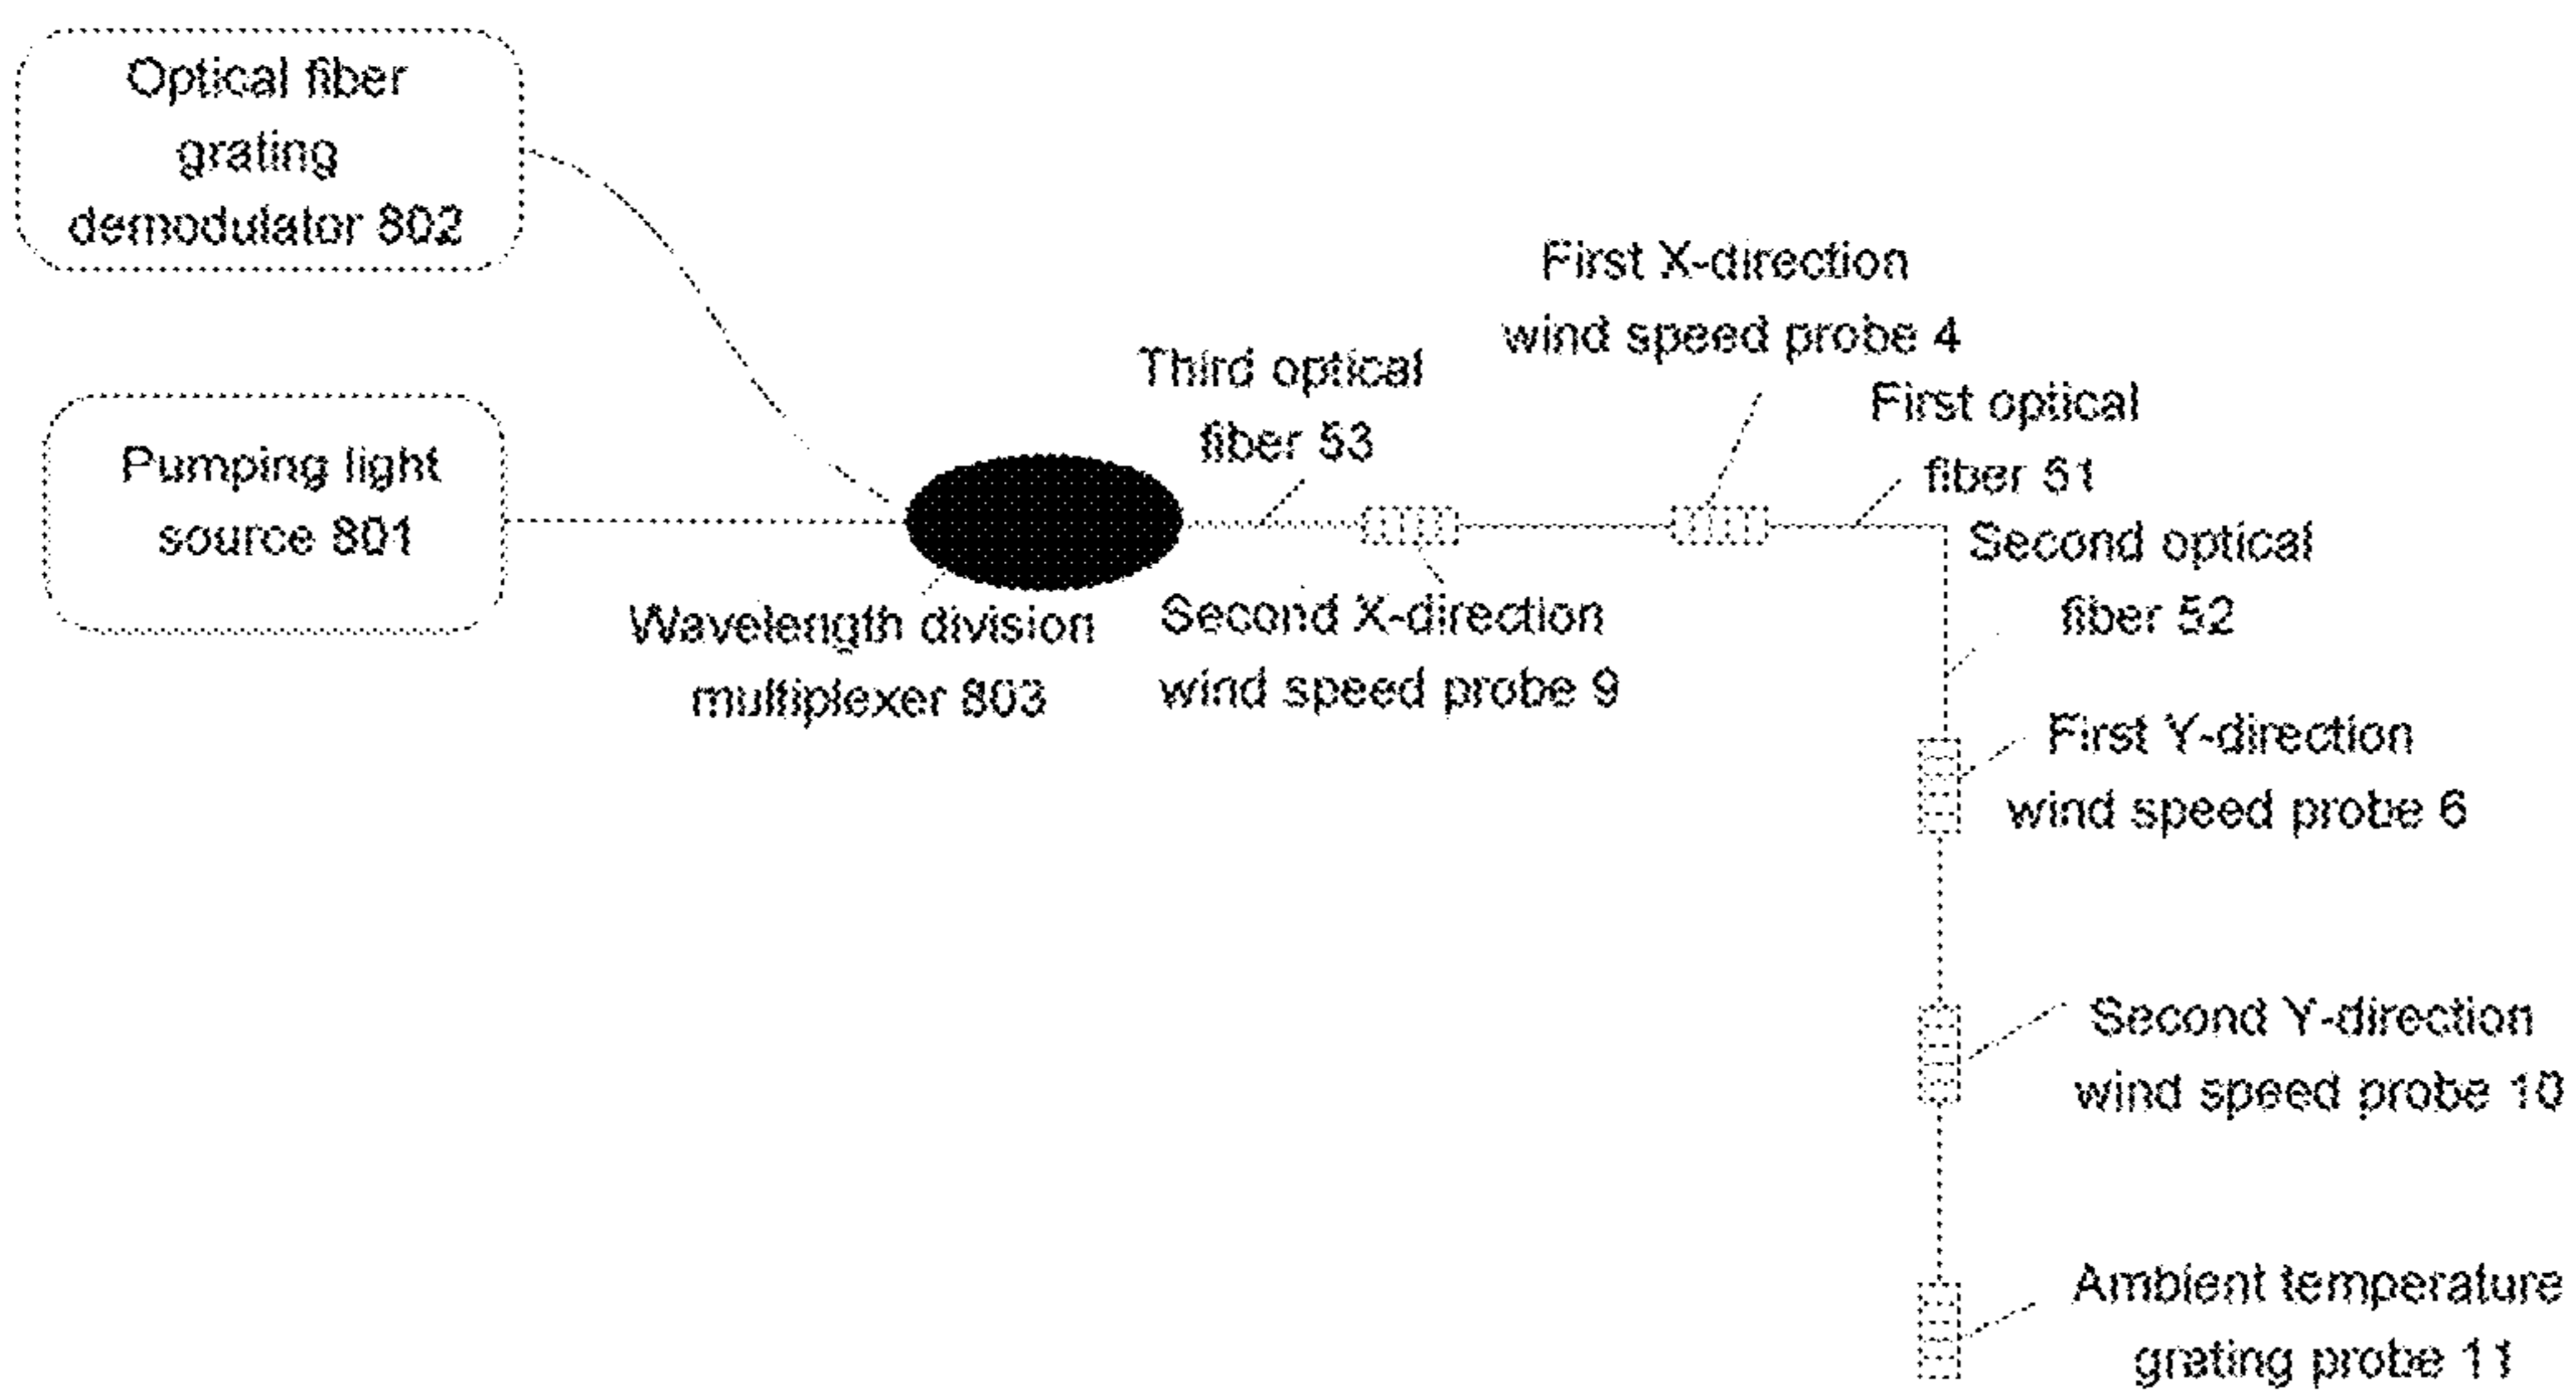 Optical fiber
grating
demodulator 802
Pumping light
source 801
Wavelength division
multiplexer 803
Third optical
fiber 53
Second X-direction
wind speed probe 9
First X-direction
wind speed probe 4
First optical
fiber 51
Second optical
fiber 52
First Y-direction
wind speed probe 6
Second Y-direction
wind speed probe 10
Ambient temperature
grating probe 11